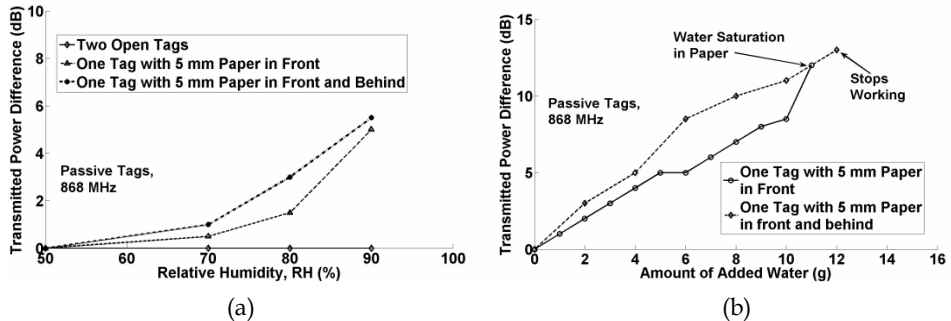 Transmitted Power Difference (dB)
10
8
6
4
2
0
Two Open Tags
One Tag with 5 mm Paper in Front
One Tag with 5 mm Paper in Front and Behind
Passive Tags,
868 MHz
50
60
70
80
90
100
Relative Humidity, RH (%)
(a)
Transmitted Power Difference (dB)
15
10
5
0
Water Saturation
in Paper
Stops
Working
Passive Tags,
868 MHz
One Tag with 5 mm Paper
in Front
One Tag with 5 mm Paper
in front and behind
0
2
4
6
8
10
12
14
16
Amount of Added Water (g)
(b)